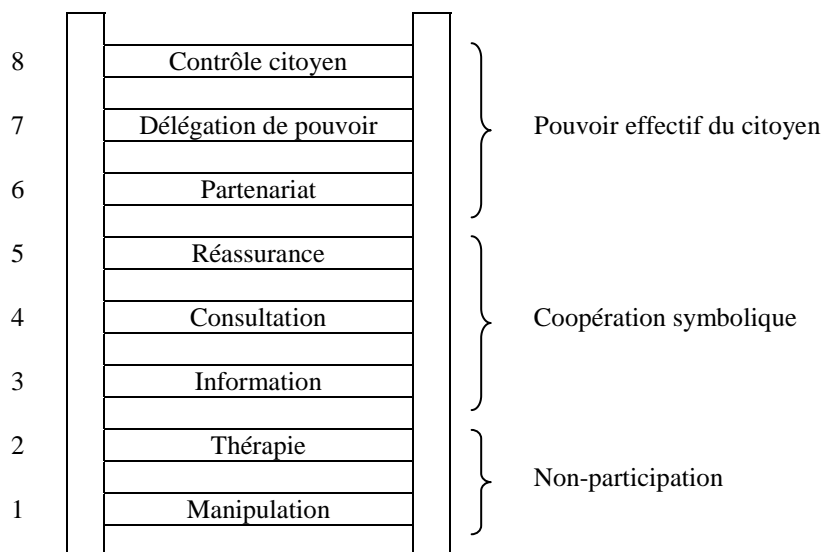 8 Contrôle citoyen
7 Délégation de pouvoir Pouvoir effectif du citoyen
6 Partenariat
5 Réassurance
4 Consultation Coopération symbolique
3 Information
2 Thérapie
Non-participation
1 Manipulation